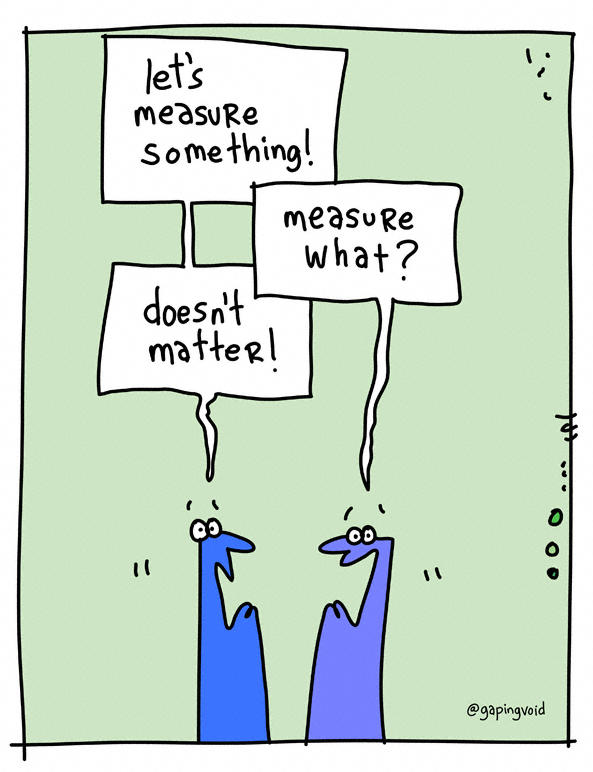 let's
measure
something!
measure
what?
doesn't
matter!
@gapingvoid